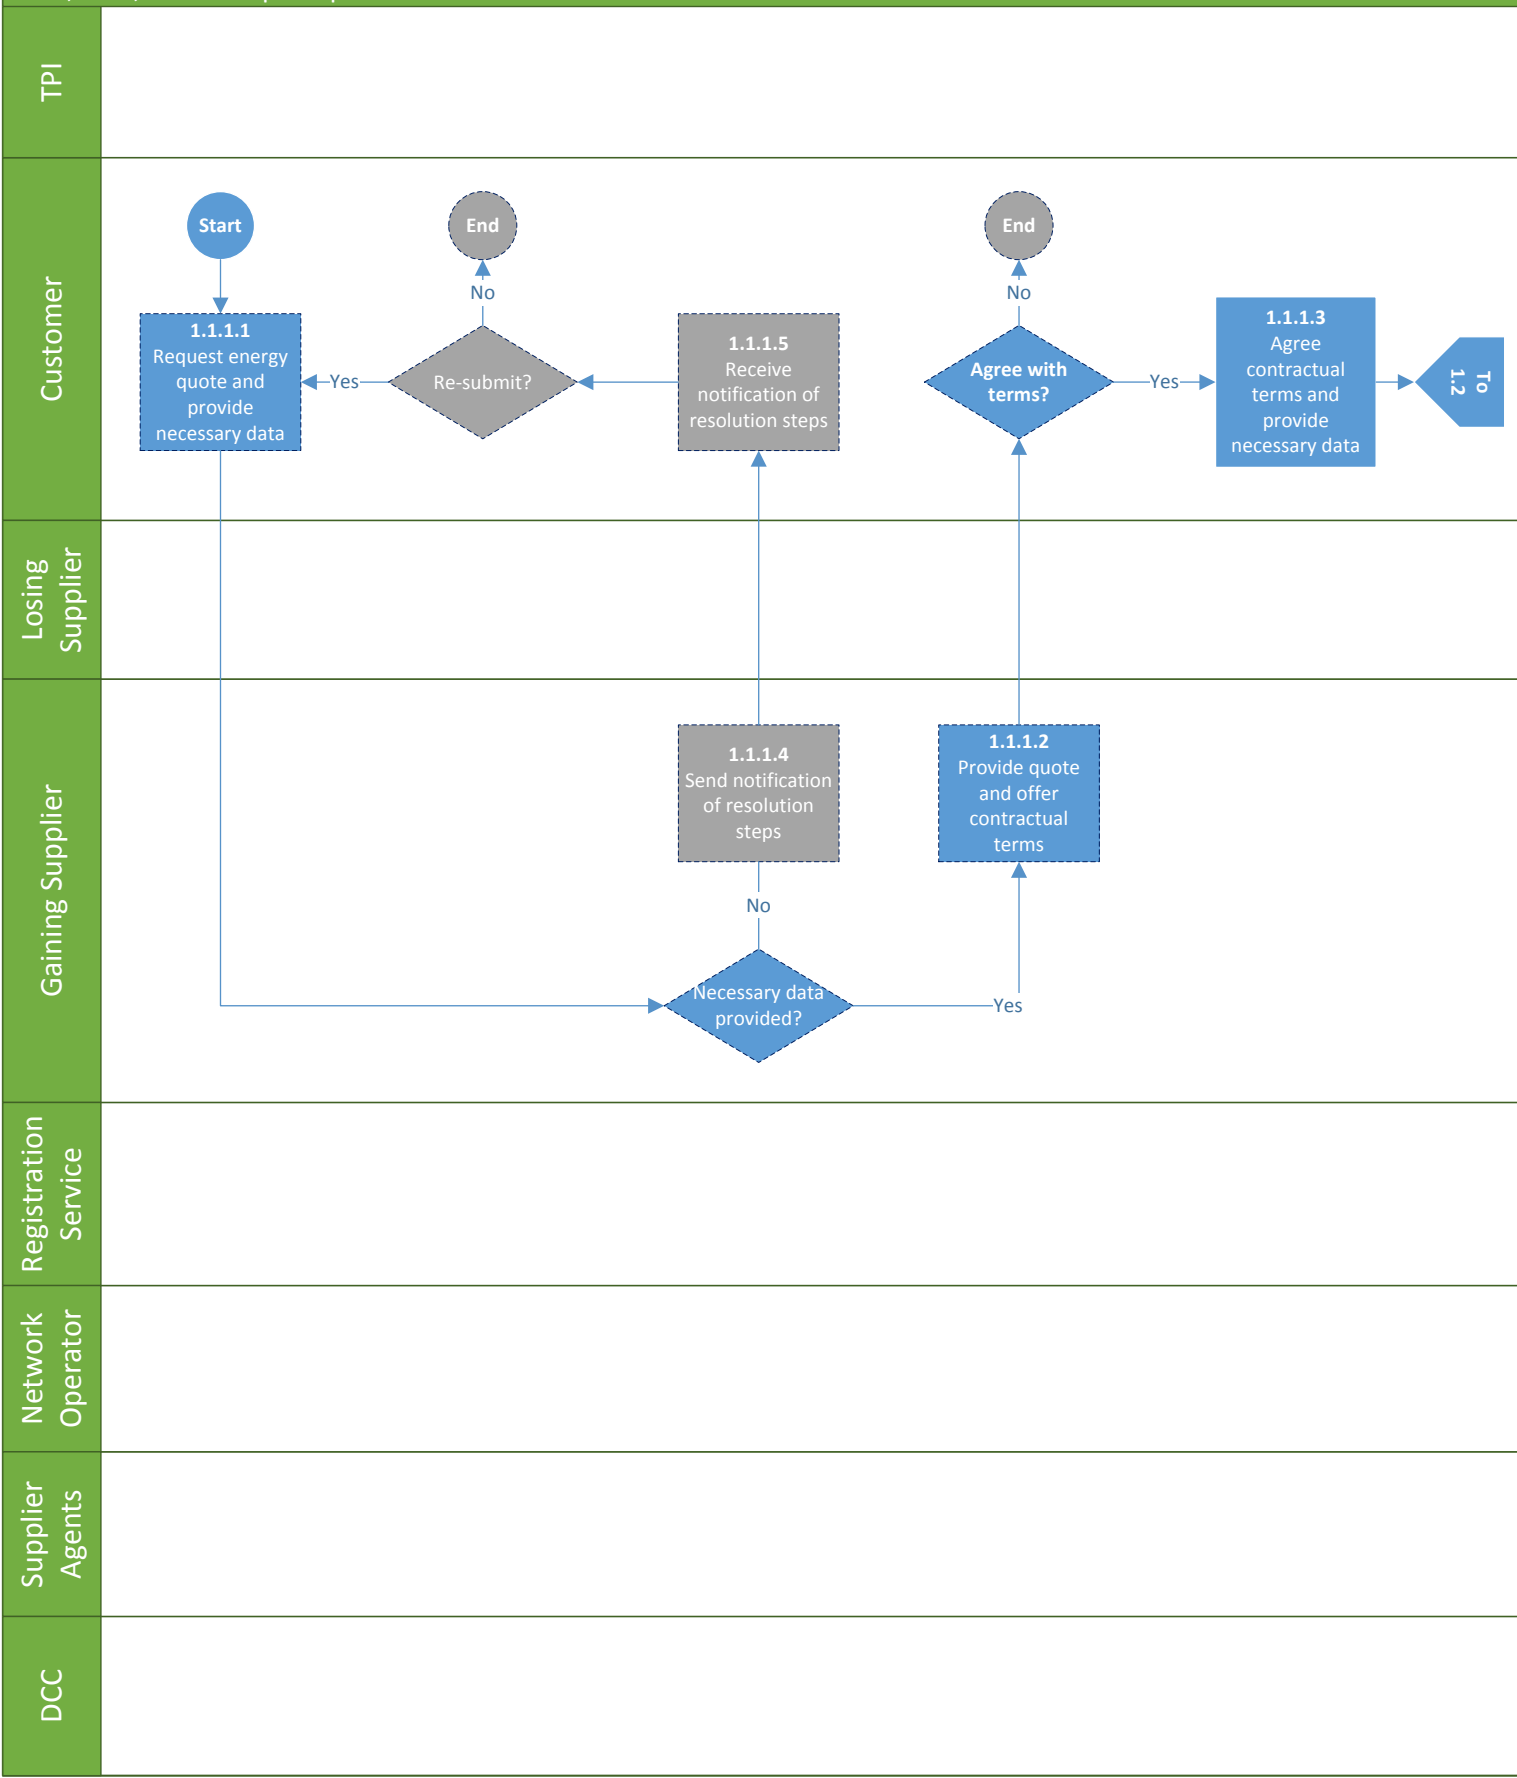 TPI
Customer
Start
End
End
No
No
1.1.1.1
Request energy
quote and
provide
necessary data
Yes
Re-submit?
1.1.1.5
Receive
notification of
resolution steps
Agree with
terms?
Yes
1.1.1.3
Agree
contractual
terms and
provide
necessary data
To
1.2
Losing
Supplier
Gaining Supplier
1.1.1.4
Send notification
of resolution
steps
1.1.1.2
Provide quote
and offer
contractual
terms
No
Necessary data
provided?
Yes
Registration
Service
Network
Operator
Supplier
Agents
DCC